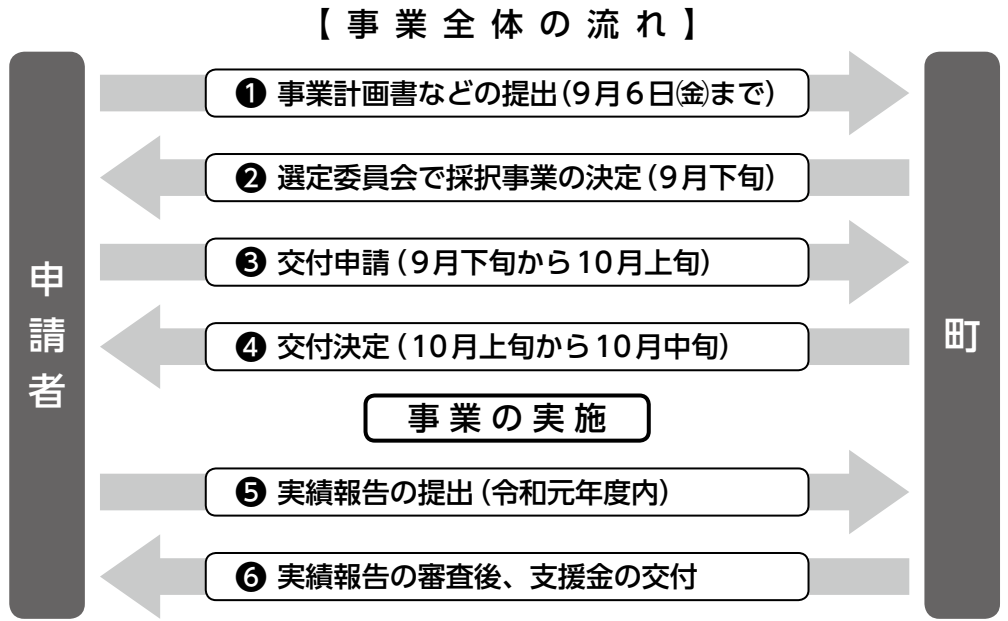 【事業全体の流れ】
申請者
❶ 事業計画書などの提出(9月6日㈮まで)
❷ 選定委員会で採択事業の決定(9月下旬)
❸ 交付申請(9月下旬から10月上旬)
❹ 交付決定(10月上旬から10月中旬)
事業の実施
❺ 実績報告の提出(令和元年度内)
❻ 実績報告の審査後、支援金の交付
町